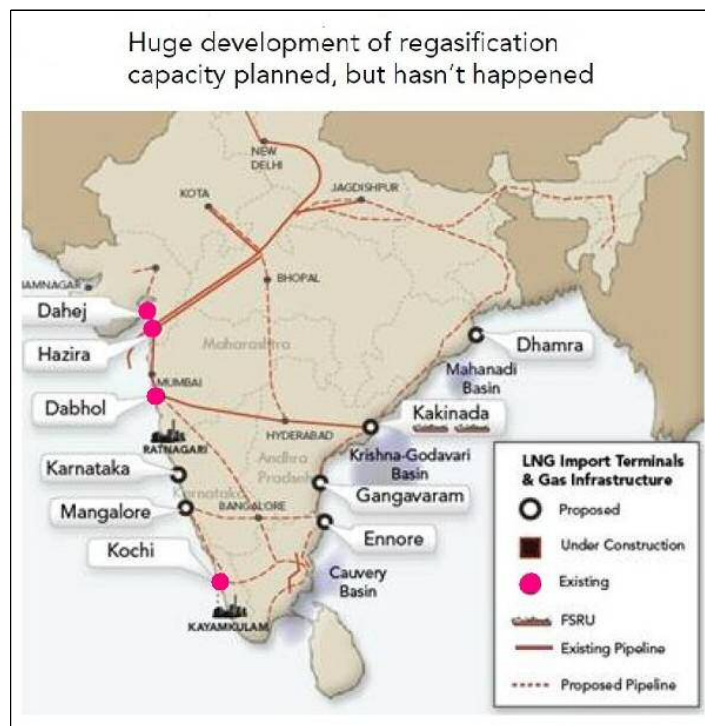 Huge development of regasification
capacity planned, but hasn't happened
NEW
DELHI
KOTA
JAGDISHPUR
AMNAGAR
BHOPAL
Dahej
Hazira
Maharashtra
Dhamra
Mahanadi
Basin
MUMBAI
Dabhol
Kakinada
HYDERABAD
RATNAGARI
Krishna-Godavari
Basin
Andhra
Pradesh
Karnataka
Karnataka
Gangavaram
Mangalore
BANGALORE
Ennore
Kochi
Cauvery
Basin
KAYAMKULAM
LNG Import Terminals
& Gas Infrastructure
Proposed
Under Construction
Existing
FSRU
Existing Pipeline
Proposed Pipeline